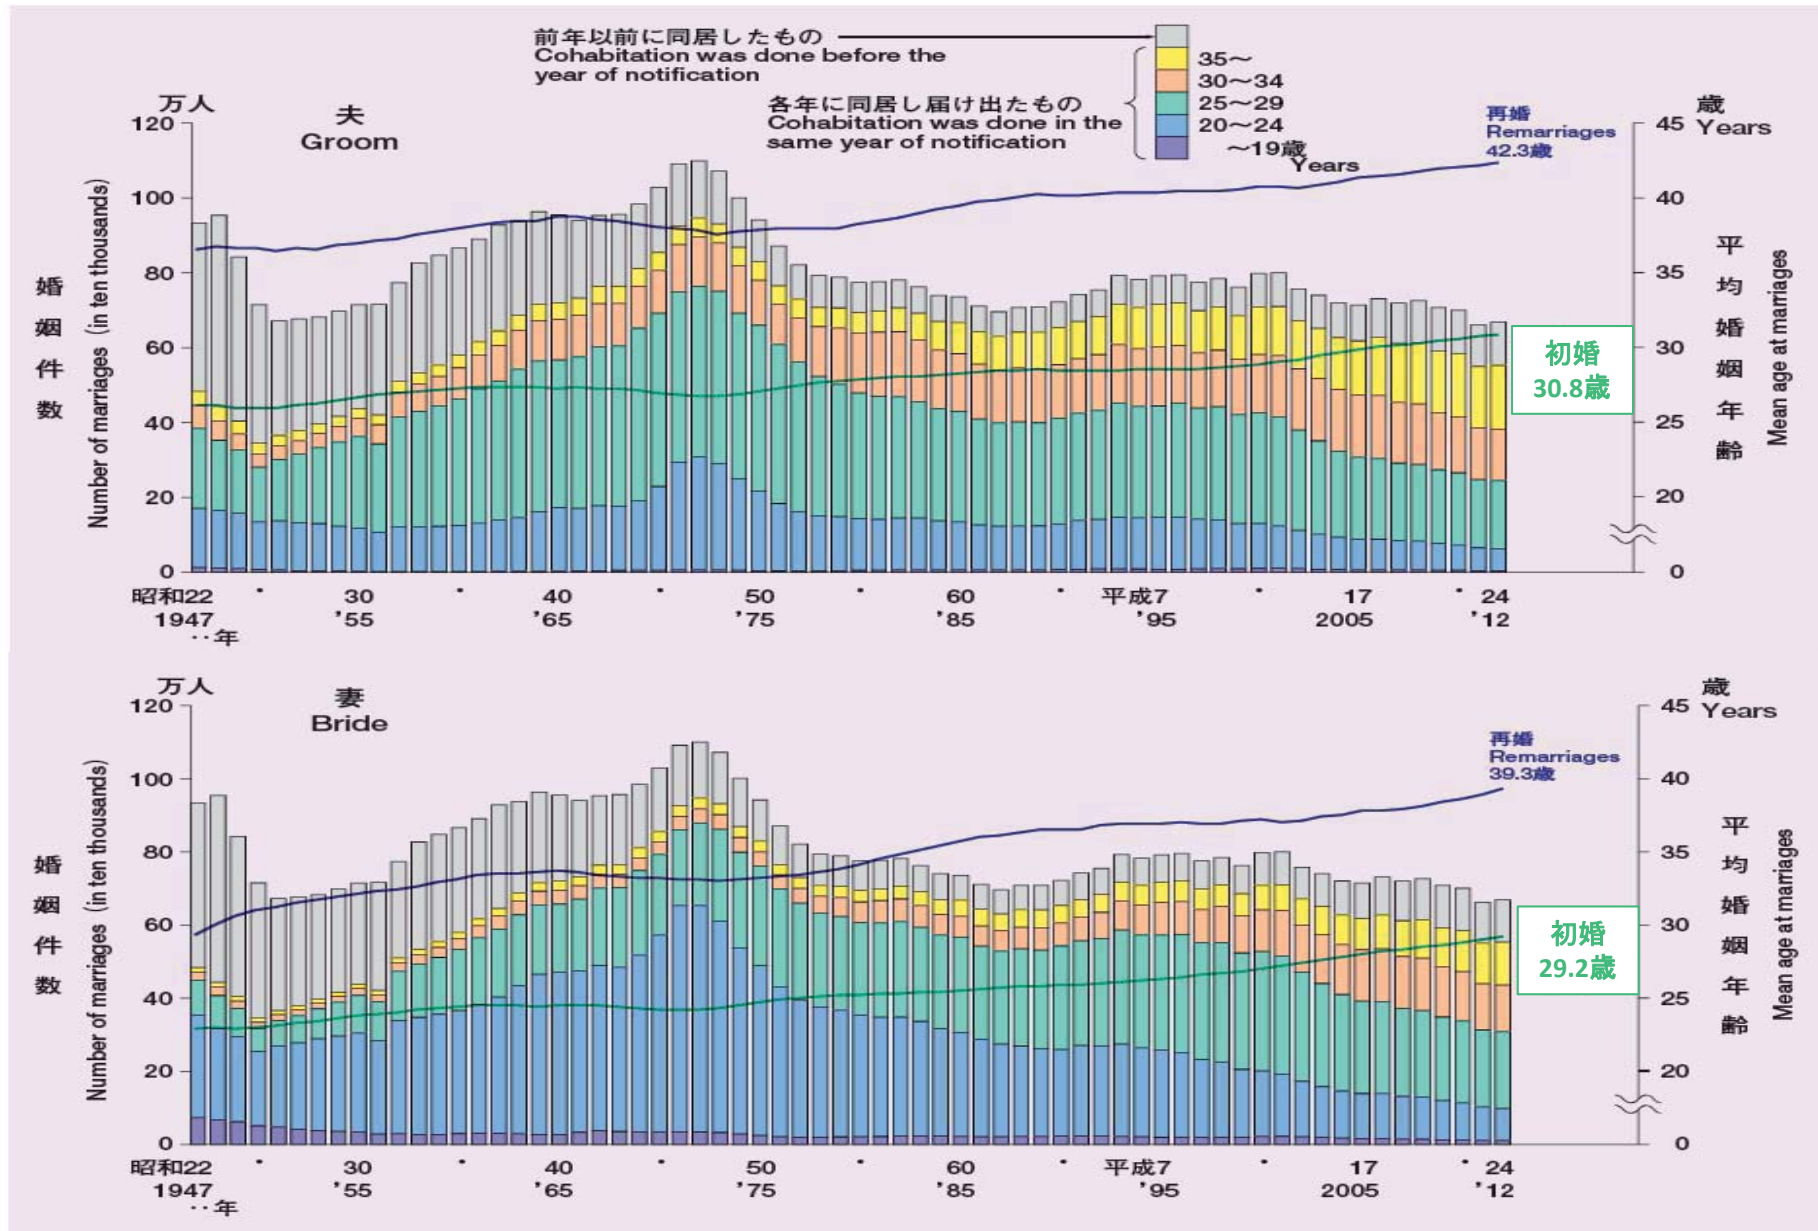 前年以前に同居したもの
Cohabitation was done before the
year of notification
各年に同居し届け出たもの
Cohabitation was done in the
same year of notification
35〜
30〜34
25〜29
20〜24
〜19歳
Years
万人
夫
Groom
歳
Years
再婚
Remarriages
42.3歳
初婚
30.8歳
婚姻件数
Number of marriages (in ten thousands)
平均婚姻年齢
Mean age at marriages
120
100
80
60
40
20
0
45
40
35
30
25
20
0
昭和22 ・ 30 ・ 40 ・ 50 ・ 60 ・ 平成7 ・ 17 ・ 24
1947 '55 '65 '75 '85 '95 2005 '12
‥年
万人
妻
Bride
歳
Years
再婚
Remarriages
39.3歳
初婚
29.2歳
婚姻件数
Number of marriages (in ten thousands)
平均婚姻年齢
Mean age at marriages
120
100
80
60
40
20
0
45
40
35
30
25
20
0
昭和22 ・ 30 ・ 40 ・ 50 ・ 60 ・ 平成7 ・ 17 ・ 24
1947 '55 '65 '75 '85 '95 2005 '12
‥年